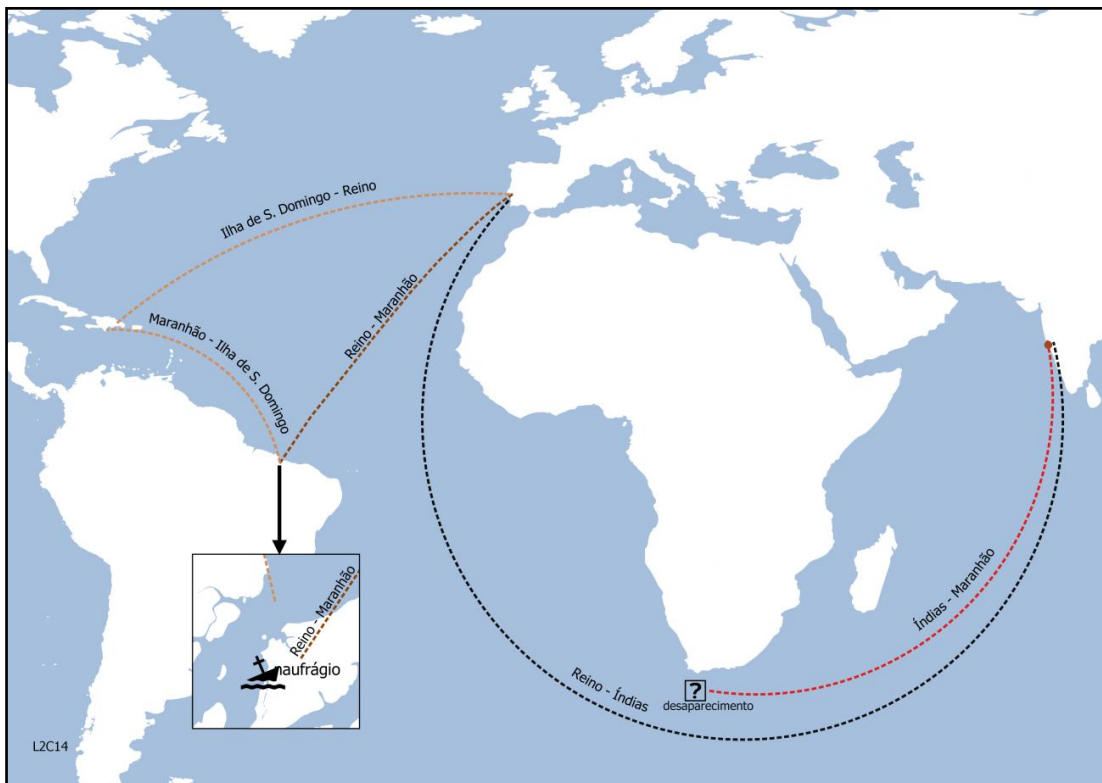 Ilha de S. Domingo - Reino
Maranhão - Ilha de S. Domingo
Reino - Maranhão
Reino - Maranhão
naufrágio
Reino - Índias
?
desaparecimento
Índias - Maranhão
L2C14